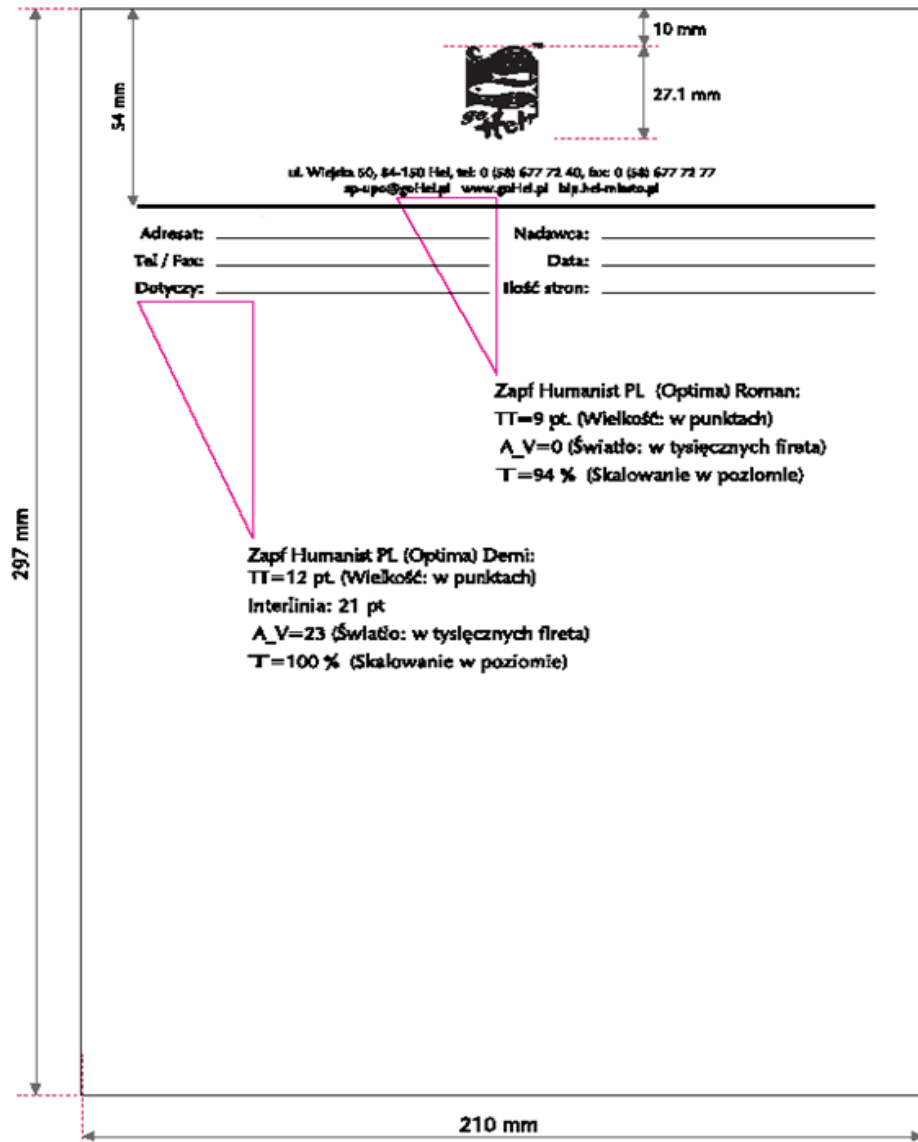 10 mm
54 mm
27.1 mm
go Hel
ul. Wiejska 50, 84-150 Hel, tel: 0 (58) 677 72 40, fax: 0 (58) 677 72 77
www.goHel.pl bip.hel-miasto.pl
Adresat: Nadawca:
Tel / Fax: Data:
Dotyczy: Ilość stron:
Zapf Humanist PL (Optima) Roman:
TT=9 pt. (Wielkość: w punktach)
A_V=0 (Światło: w tysięcznych fireta)
T=94 % (Skalowanie w poziomie)
297 mm
Zapf Humanist PL (Optima) Demi:
TT=12 pt. (Wielkość: w punktach)
Interlinia: 21 pt
A_V=23 (Światło: w tysięcznych fireta)
T=100 % (Skalowanie w poziomie)
210 mm